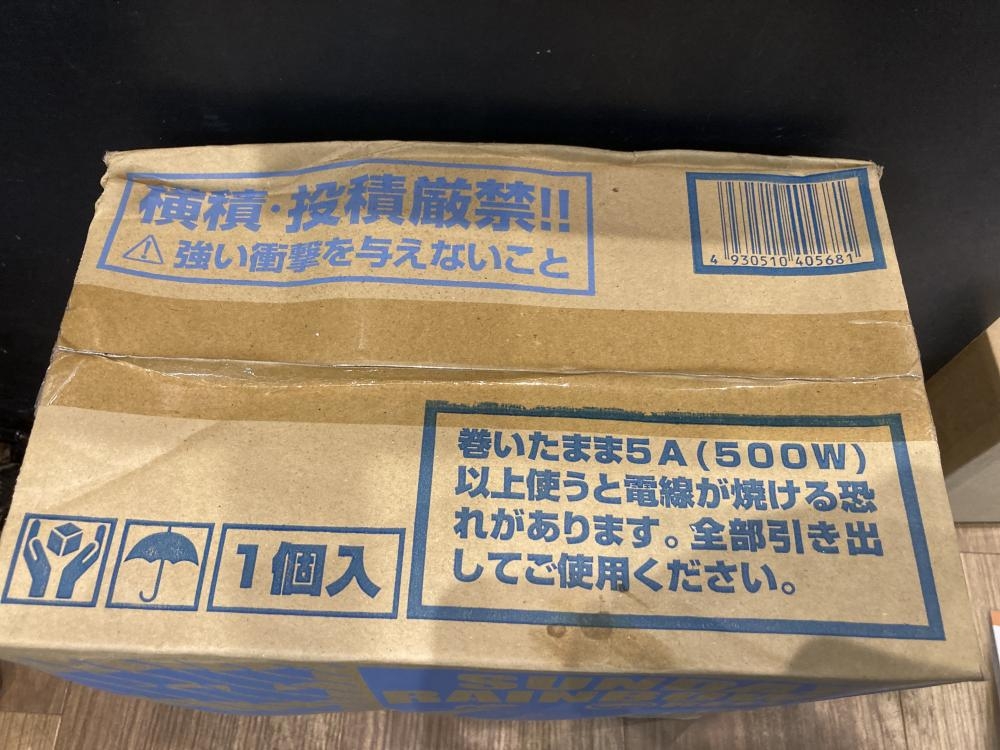 横積・投積厳禁!!
強い衝撃を与えないこと
4 930510 405681
巻いたまま5A(500W)
以上使うと電線が焼ける恐
れがあります。全部引き出
してご使用ください。
1個入